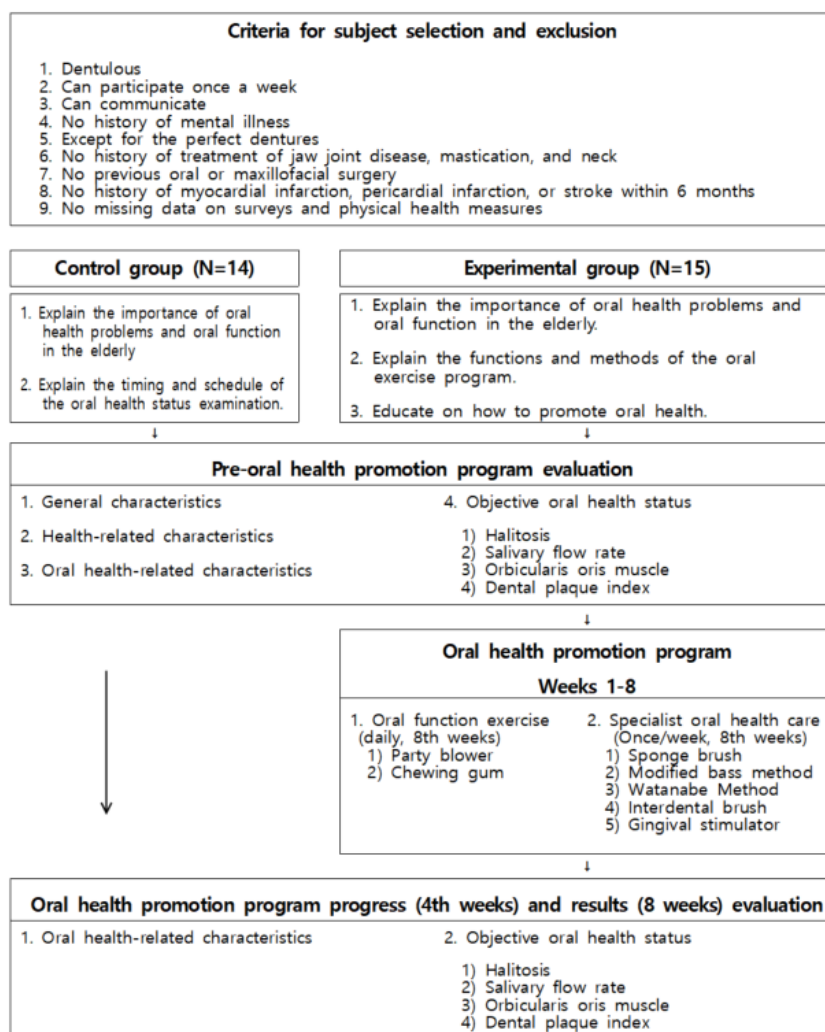 Criteria for subject selection and exclusion
1. Dentulous
2. Can participate once a week
3. Can communicate
4. No history of mental illness
5. Except for the perfect dentures
6. No history of treatment of jaw joint disease, mastication, and neck
7. No previous oral or maxillofacial surgery
8. No history of myocardial infarction, pericardial infarction, or stroke within 6 months
9. No missing data on surveys and physical health measures
Control group (N=14)
1. Explain the importance of oral
health problems and oral function
in the elderly
2. Explain the timing and schedule of
the oral health status examination.
↓
Experimental group (N=15)
1. Explain the importance of oral health problems and
oral function in the elderly.
2. Explain the functions and methods of the oral
exercise program.
3. Educate on how to promote oral health.
↓
Pre-oral health promotion program evaluation
1. General characteristics
2. Health-related characteristics
3. Oral health-related characteristics
4. Objective oral health status
1) Halitosis
2) Salivary flow rate
3) Orbicularis oris muscle
4) Dental plaque index
↓
Oral health promotion program
Weeks 1-8
1. Oral function exercise
(daily, 8th weeks)
1) Party blower
2) Chewing gum
2. Specialist oral health care
(Once/week, 8th weeks)
1) Sponge brush
2) Modified bass method
3) Watanabe Method
4) Interdental brush
5) Gingival stimulator
↓
Oral health promotion program progress (4th weeks) and results (8 weeks) evaluation
1. Oral health-related characteristics
2. Objective oral health status
1) Halitosis
2) Salivary flow rate
3) Orbicularis oris muscle
4) Dental plaque index